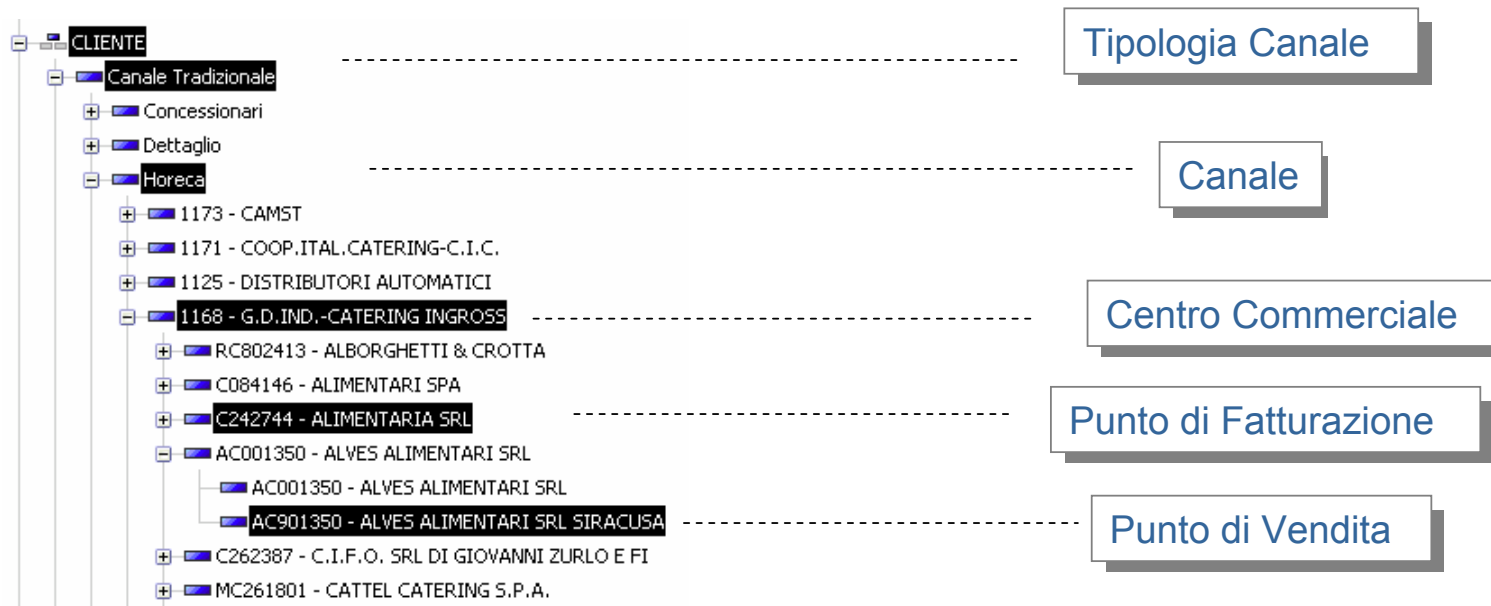 CLIENTE
Tipologia Canale
Canale Tradizionale
Concessionari
Dettaglio
Horeca
Canale
1173 - CAMST
1171 - COOP.ITAL.CATERING-C.I.C.
1125 - DISTRIBUTORI AUTOMATICI
1168 - G.D.IND.-CATERING INGROSS
Centro Commerciale
RC802413 - ALBORGHETTI & CROTTA
C084146 - ALIMENTARI SPA
C242744 - ALIMENTARIA SRL
Punto di Fatturazione
AC001350 - ALVES ALIMENTARI SRL
AC001350 - ALVES ALIMENTARI SRL
AC901350 - ALVES ALIMENTARI SRL SIRACUSA
Punto di Vendita
C262387 - C.I.F.O. SRL DI GIOVANNI ZURLO E FI
MC261801 - CATTEL CATERING S.P.A.